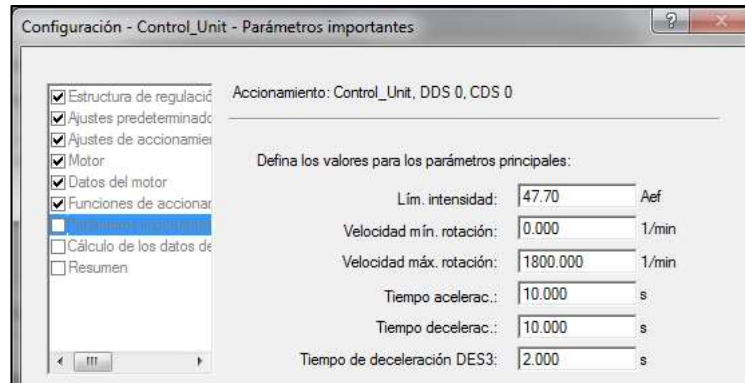 Configuración - Control_Unit - Parámetros importantes
Estructura de regulació
Ajustes predeterminado
Ajustes de accionamie
Motor
Datos del motor
Funciones de accionar
Cálculo de los datos de
Resumen
Accionamiento: Control_Unit, DDS 0, CDS 0
Defina los valores para los parámetros principales:
Lím. intensidad: 47.70 Aef
Velocidad mín. rotación: 0.000 1/min
Velocidad máx. rotación: 1800.000 1/min
Tiempo acelerac.: 10.000 s
Tiempo decelerac.: 10.000 s
Tiempo de deceleración DES3: 2.000 s